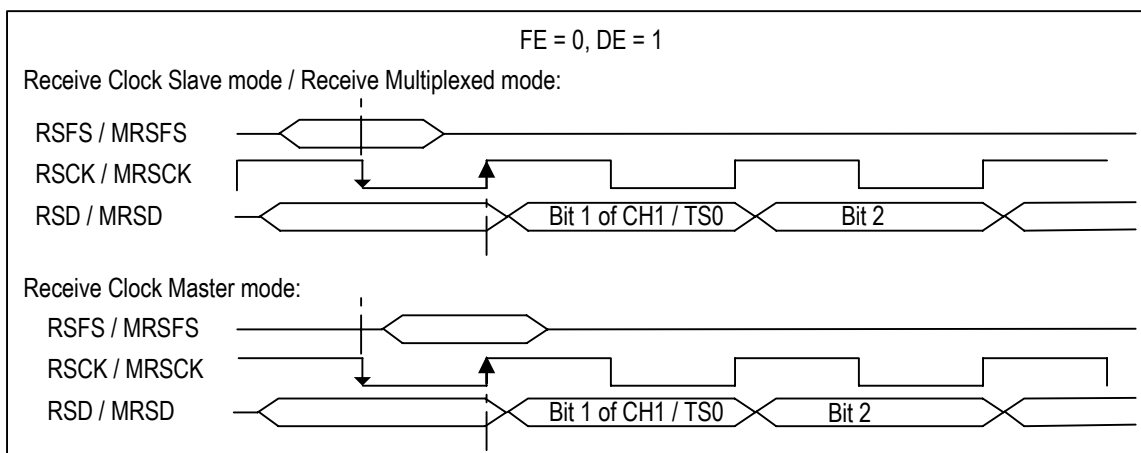 FE = 0, DE = 1
Receive Clock Slave mode / Receive Multiplexed mode:
RSFS / MRSFS
RSCK / MRSCK
RSD / MRSD
Bit 1 of CH1 / TS0
Bit 2
Receive Clock Master mode:
RSFS / MRSFS
RSCK / MRSCK
RSD / MRSD
Bit 1 of CH1 / TS0
Bit 2